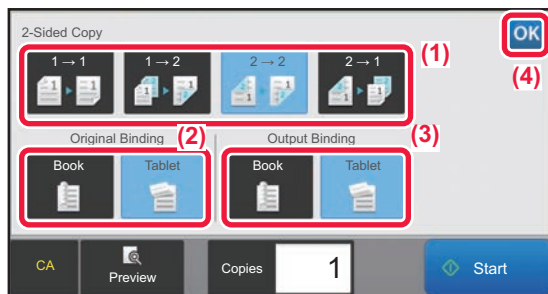 2-Sided Copy
OK
1 → 1
1 → 2
2 → 2
2 → 1
(1)
(4)
Original Binding
(2)
Output Binding
(3)
Book
Tablet
Book
Tablet
CA
Preview
Copies
1
Start